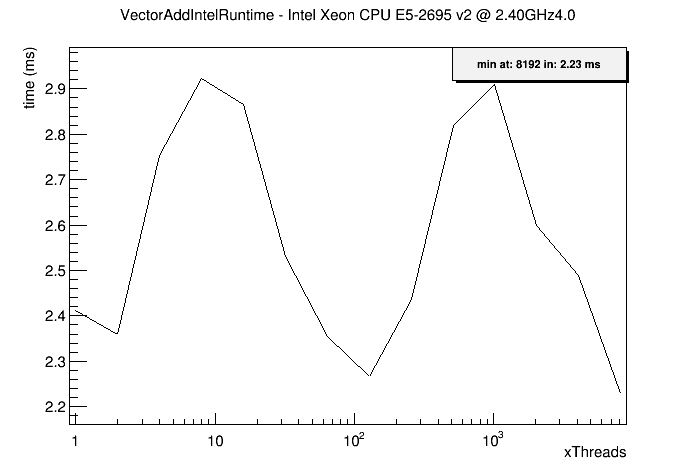 VectorAddIntelRuntime - Intel Xeon CPU E5-2695 v2 @ 2.40GHz4.0
time (ms)
min at: 8192 in: 2.23 ms
2.9
2.8
2.7
2.6
2.5
2.4
2.3
2.2
1 10 10² 10³
xThreads